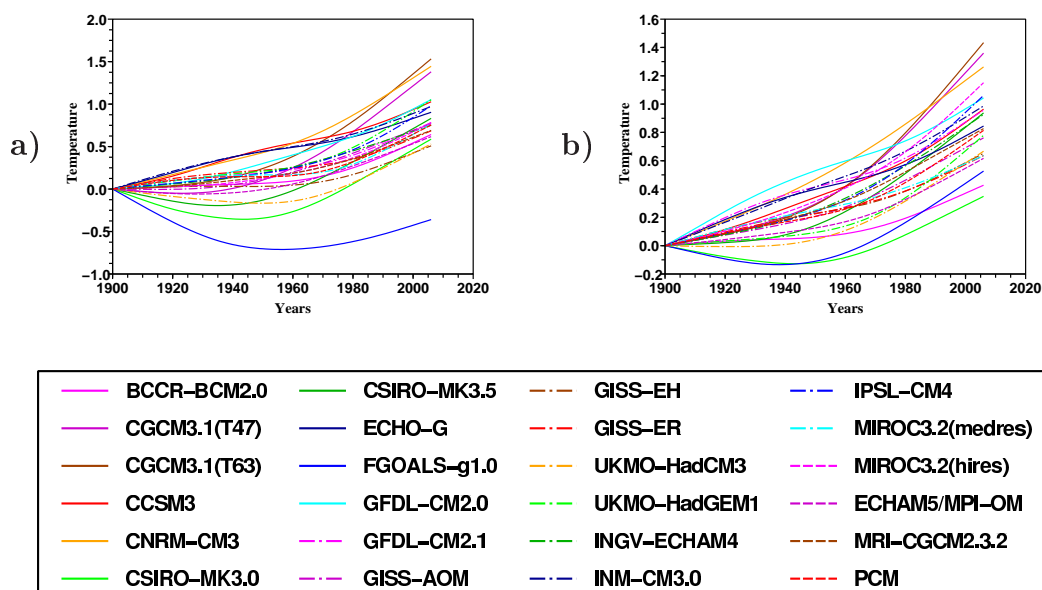 a)
Temperature
2.0
1.5
1.0
0.5
0.0
−0.5
−1.0
1900 1920 1940 1960 1980 2000 2020
Years
b)
Temperature
1.6
1.4
1.2
1.0
0.8
0.6
0.4
0.2
0.0
−0.2
1900 1920 1940 1960 1980 2000 2020
Years
BCCR−BCM2.0 CSIRO−MK3.5 GISS−EH IPSL−CM4
CGCM3.1(T47) ECHO−G GISS−ER MIROC3.2(medres)
CGCM3.1(T63) FGOALS−g1.0 UKMO−HadCM3 MIROC3.2(hires)
CCSM3 GFDL−CM2.0 UKMO−HadGEM1 ECHAM5/MPI−OM
CNRM−CM3 GFDL−CM2.1 INGV−ECHAM4 MRI−CGCM2.3.2
CSIRO−MK3.0 GISS−AOM INM−CM3.0 PCM